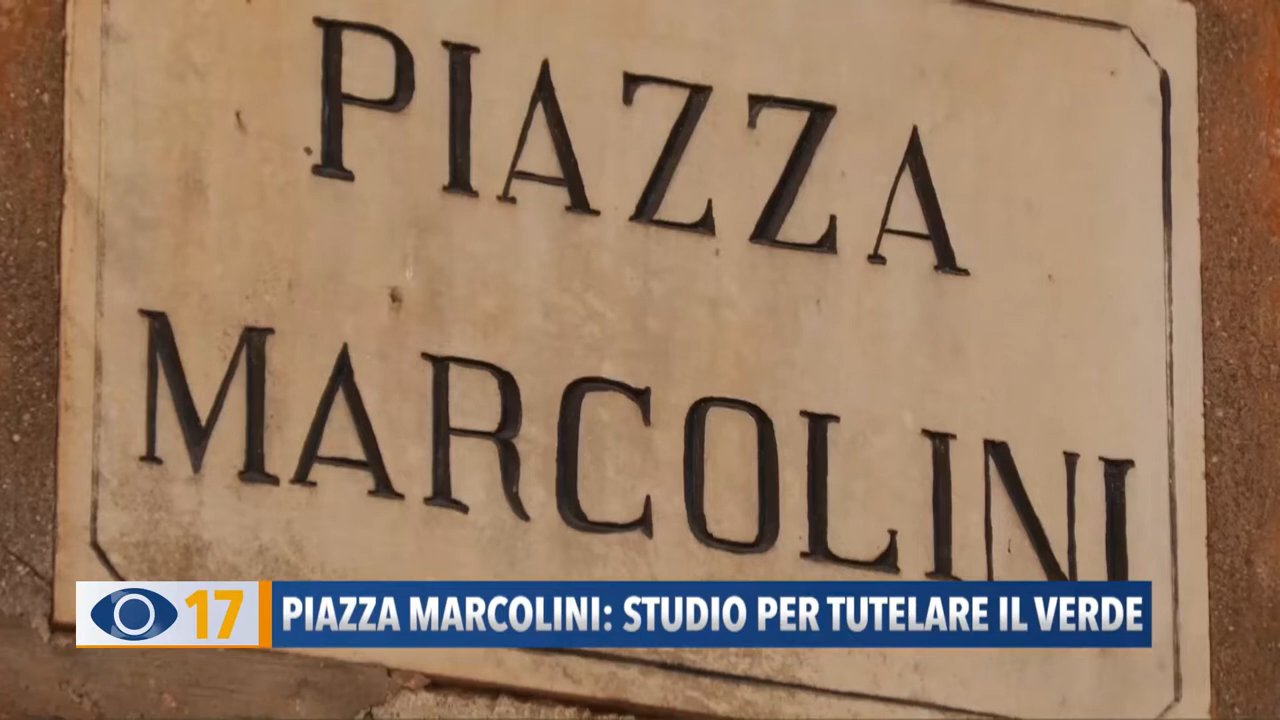 PIAZZA
MARCOLINI
17 PIAZZA MARCOLINI: STUDIO PER TUTELARE IL VERDE